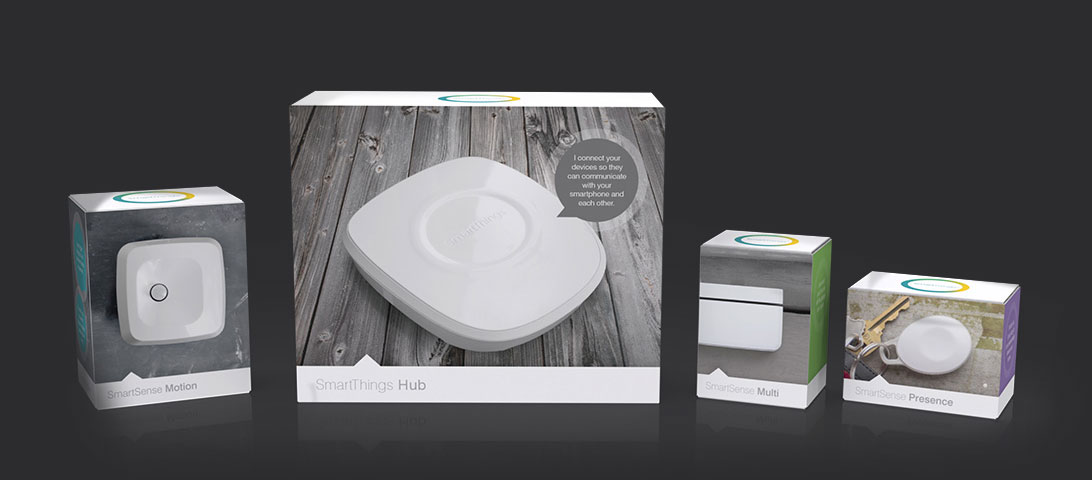 I connect your
devices so they
can communicate
with your
smartphone and
each other.
SmartThings
SmartSense Motion
SmartThings Hub
SmartSense Multi
SmartSense Presence